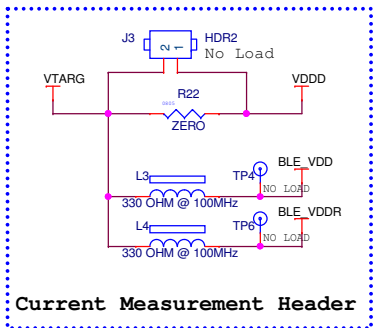 J3
HDR2
2 1
No Load
VTARG
VDDD
R22
0805
ZERO
BLE_VDD
L3
TP4
330 OHM @ 100MHz
NO LOAD
BLE_VDDR
L4
TP6
330 OHM @ 100MHz
NO LOAD
Current Measurement Header